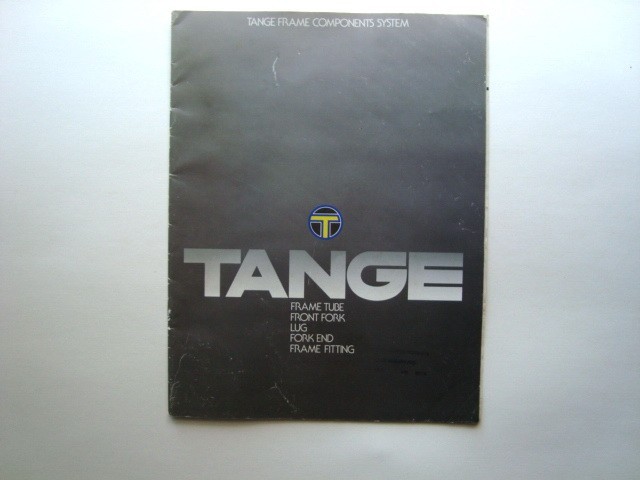 TANGE FRAME COMPONENTS SYSTEM
T
TANGE
FRAME TUBE
FRONT FORK
LUG
FORK END
FRAME FITTING